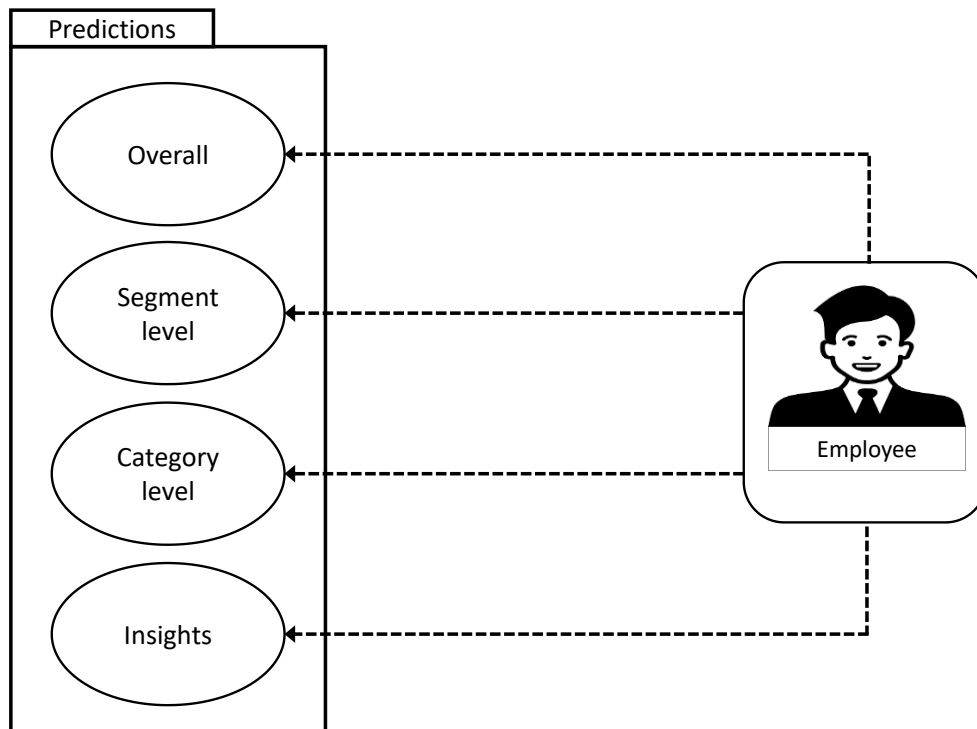 Predictions
Overall
Segment
level
Category
level
Insights
Employee